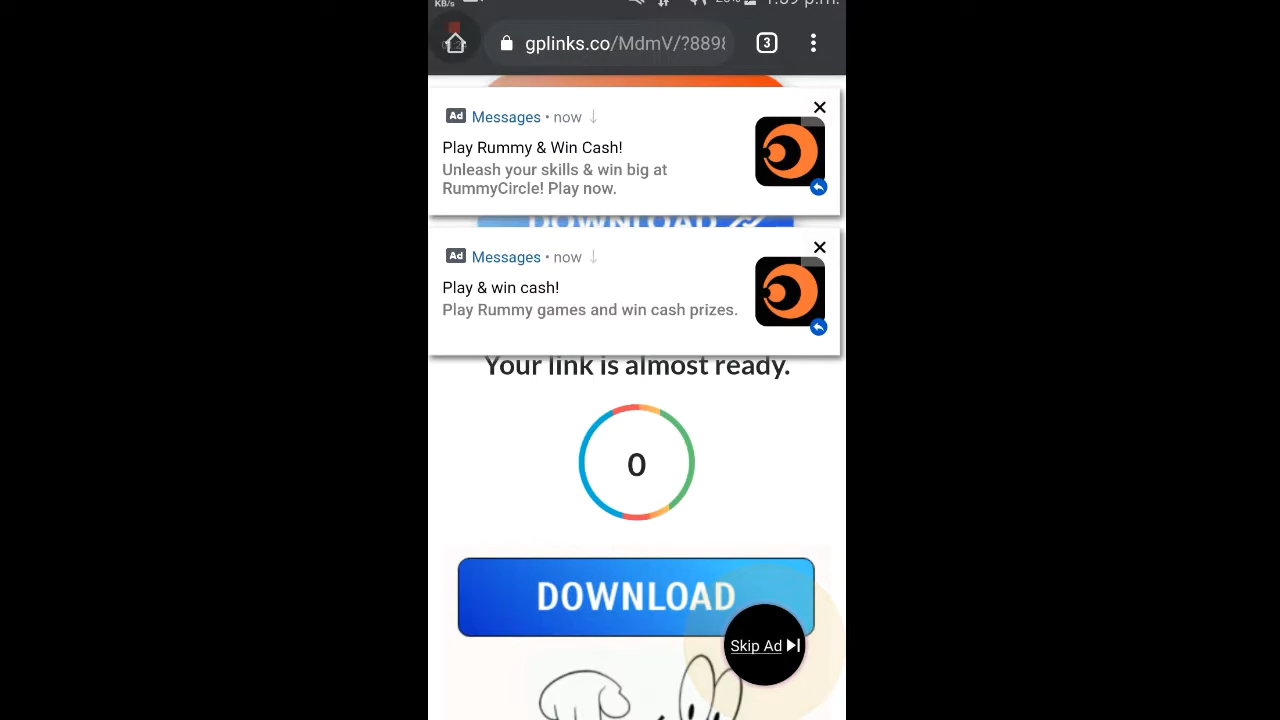 KB/s
gplinks.co/MdmV/?8898
3
Ad Messages • now ↓
Play Rummy & Win Cash!
Unleash your skills & win big at
RummyCircle! Play now.
DOWNLOAD
Ad Messages • now ↓
Play & win cash!
Play Rummy games and win cash prizes.
Your link is almost ready.
0
DOWNLOAD
Skip Ad